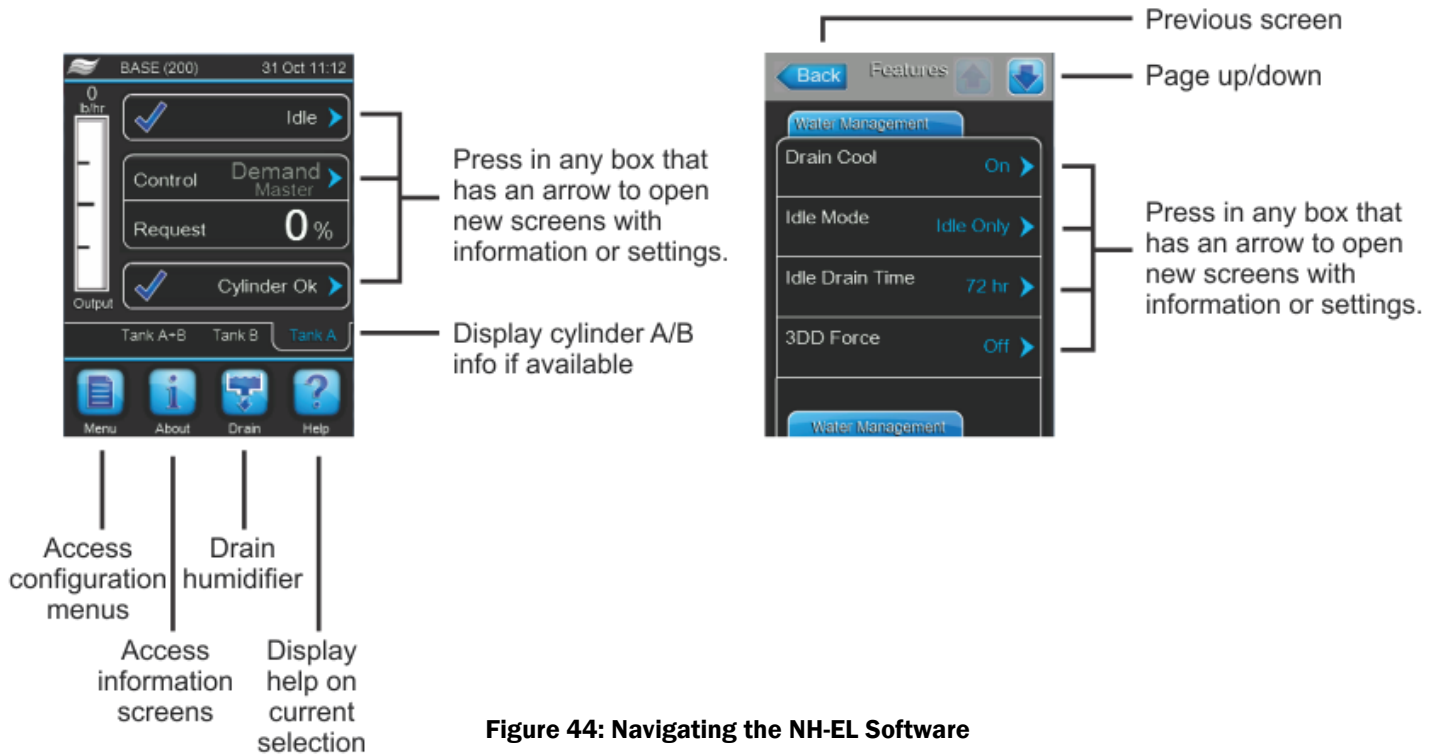 BASE (200) 31 Oct 11:12
0
lb/hr
Idle
Control Demand
Master
Request 0 %
Cylinder Ok
Output
Tank A+B Tank B Tank A
Menu About Drain Help
Press in any box that
has an arrow to open
new screens with
information or settings.
Display cylinder A/B
info if available
Access
configuration
menus
Access
information
screens
Drain
humidifier
Display
help on
current
selection
Previous screen
Page up/down
Back Features
Water Management
Drain Cool On
Idle Mode Idle Only
Idle Drain Time 72 hr
3DD Force Off
Water Management
Press in any box that
has an arrow to open
new screens with
information or settings.
Figure 44: Navigating the NH-EL Software